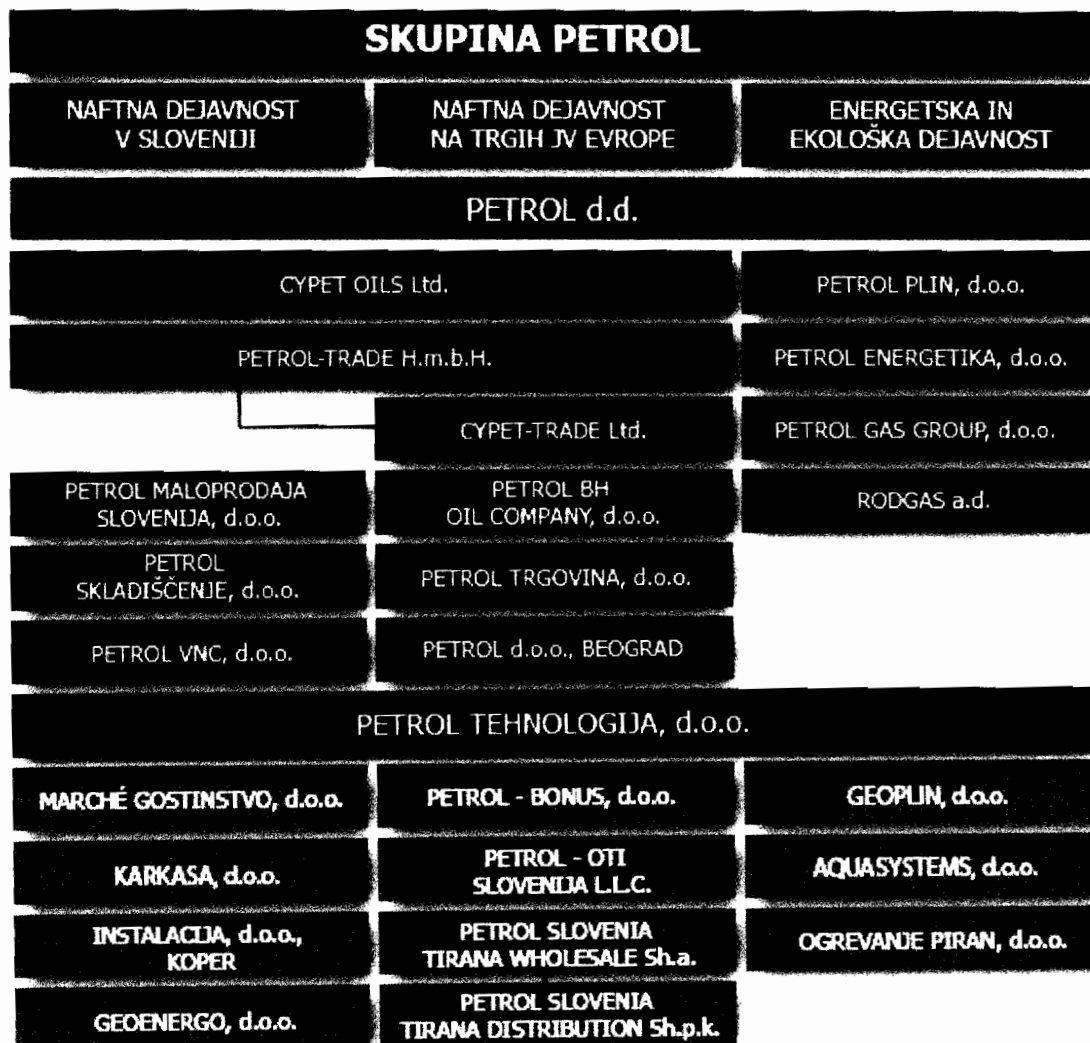 SKUPINA PETROL
NAFTNA DEJAVNOST
V SLOVENIJI
NAFTNA DEJAVNOST
NA TRGIH JV EVROPE
ENERGETSKA IN
EKOLOŠKA DEJAVNOST
PETROL d.d.
CYPET OILS Ltd.
PETROL PLIN, d.o.o.
PETROL-TRADE H.m.b.H.
PETROL ENERGETIKA, d.o.o.
CYPET-TRADE Ltd.
PETROL GAS GROUP, d.o.o.
PETROL MALOPRODAJA
SLOVENIJA, d.o.o.
PETROL BH
OIL COMPANY, d.o.o.
RODGAS a.d.
PETROL
SKLADIŠČENJE, d.o.o.
PETROL TRGOVINA, d.o.o.
PETROL VNC, d.o.o.
PETROL d.o.o., BEOGRAD
PETROL TEHNOLOGIJA, d.o.o.
MARCHÉ GOSTINSTVO, d.o.o.
PETROL - BONUS, d.o.o.
GEOPLIN, d.o.o.
KARKASA, d.o.o.
PETROL - OTI
SLOVENIJA L.L.C.
AQUASYSTEMS, d.o.o.
INSTALACIJA, d.o.o.,
KOPER
PETROL SLOVENIA
TIRANA WHOLESALE Sh.a.
OGREVANJE PIRAN, d.o.o.
GEOENERGO, d.o.o.
PETROL SLOVENIA
TIRANA DISTRIBUTION Sh.p.k.